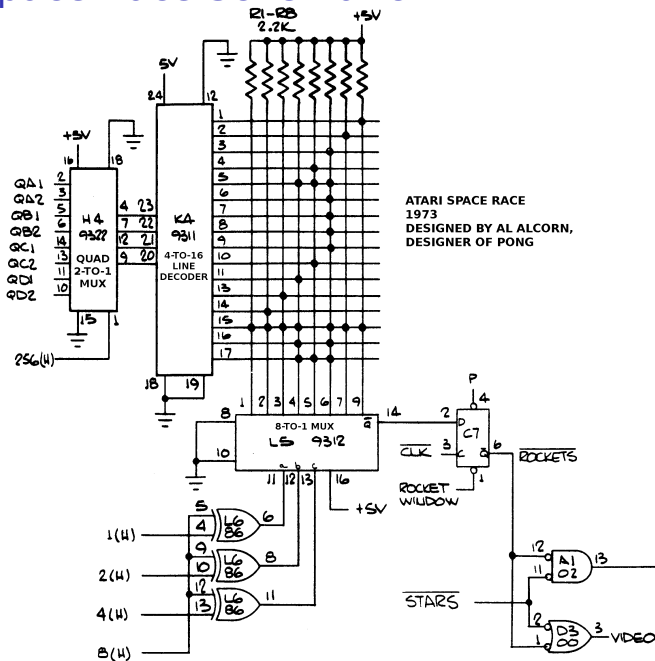 R1-R8
2.2K
+5V
5V
24
12
+5V
16
18
QA1 2
QA2 3
QB1 5
QB2 6
QC1 14
QC2 13
QD1 11
QD2 10
H4
9322
QUAD
2-TO-1
MUX
4 23
7 22
12 21
9 20
K4
9311
4-TO-16
LINE
DECODER
1
2
3
4
5
6
7
8
9
10
11
13
14
15
16
17
15 1
256(H)
18 19
ATARI SPACE RACE
1973
DESIGNED BY AL ALCORN,
DESIGNER OF PONG
1 2 3 4 5 6 7 9
8
10
8-TO-1 MUX
L5 9312
Q
a b c
11 12 13 16
+5V
14
P
4
2 D
C7
CLK 3 C
Q 6
ROCKETS
1
ROCKET
WINDOW
5
4
L6
86
6
1(H)
9
10
L6
86
8
2(H)
12
13
L6
86
11
4(H)
8(H)
STARS
12
11
A1
02
13
2
1
D3
00
3
VIDEO